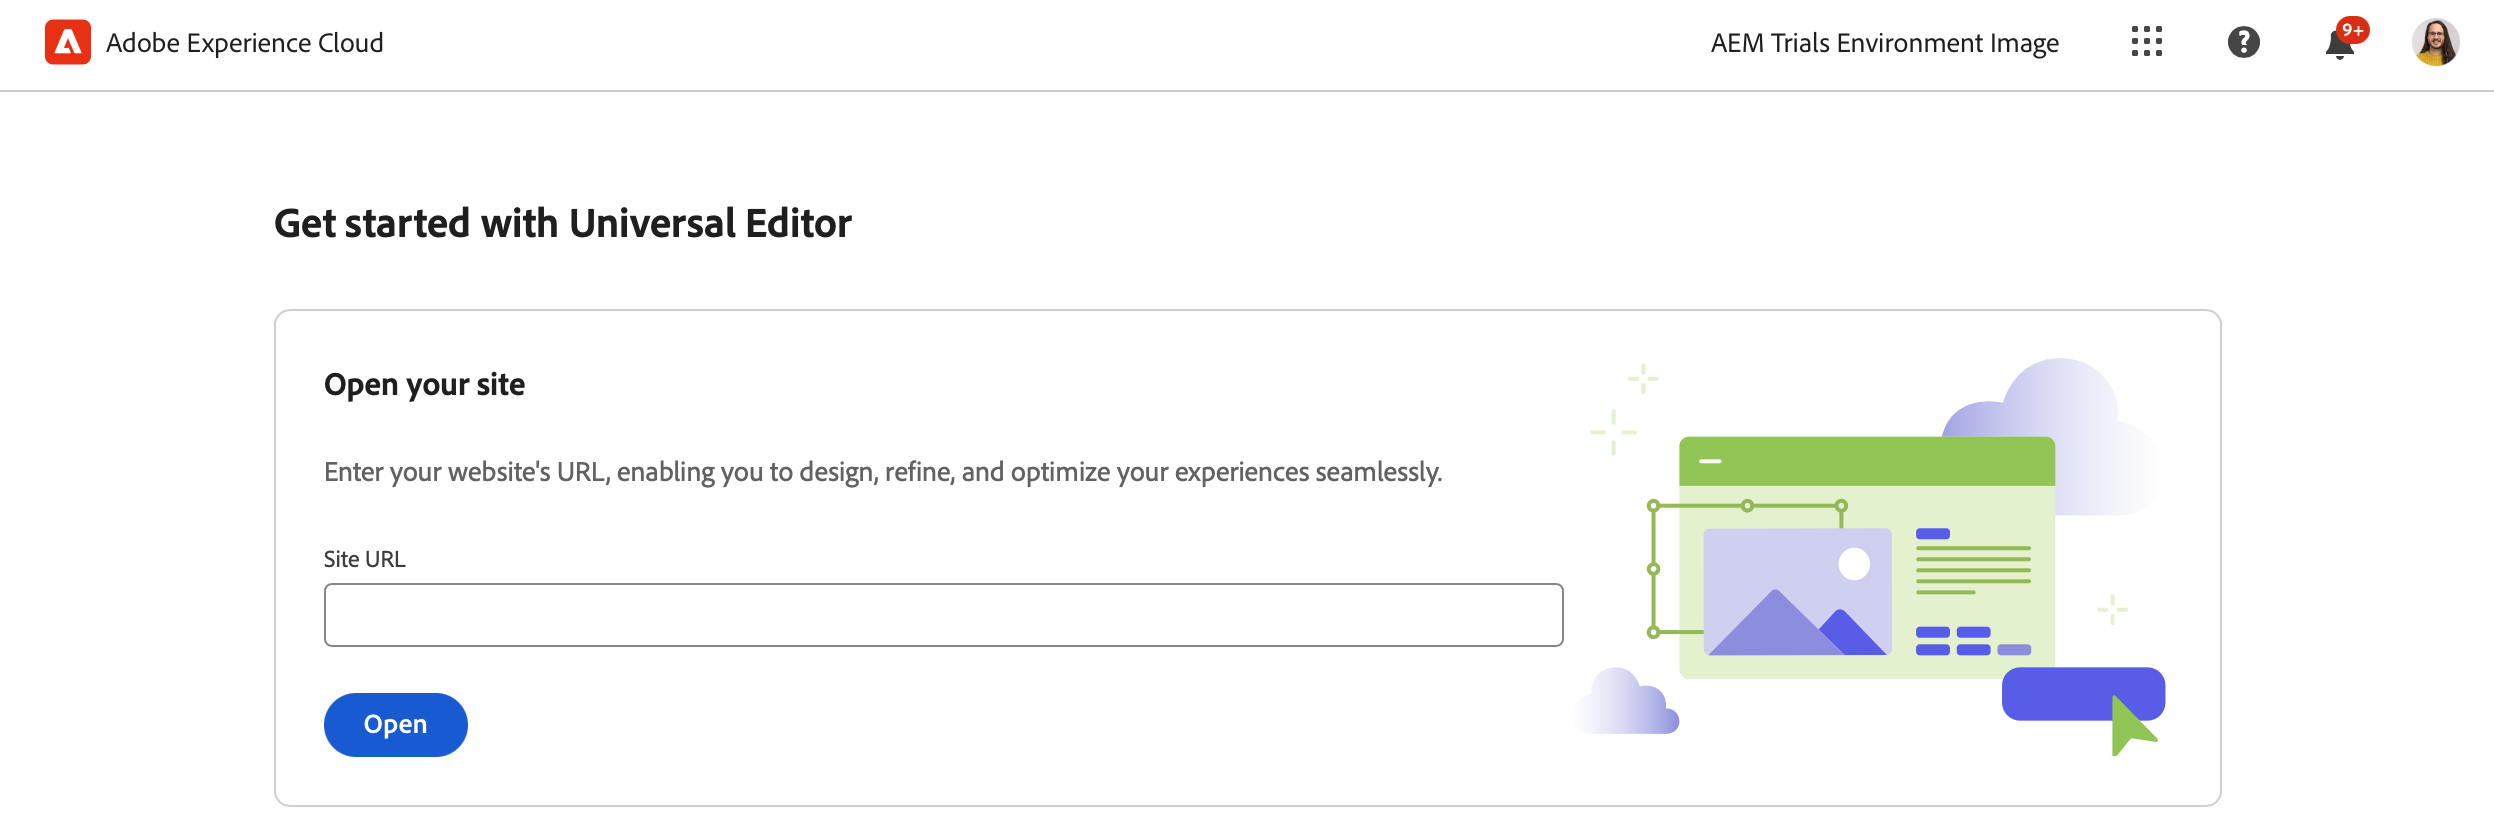 Adobe Experience Cloud
AEM Trials Environment Image
9+
Get started with Universal Editor
Open your site
Enter your website's URL, enabling you to design, refine, and optimize your experiences seamlessly.
Site URL
Open